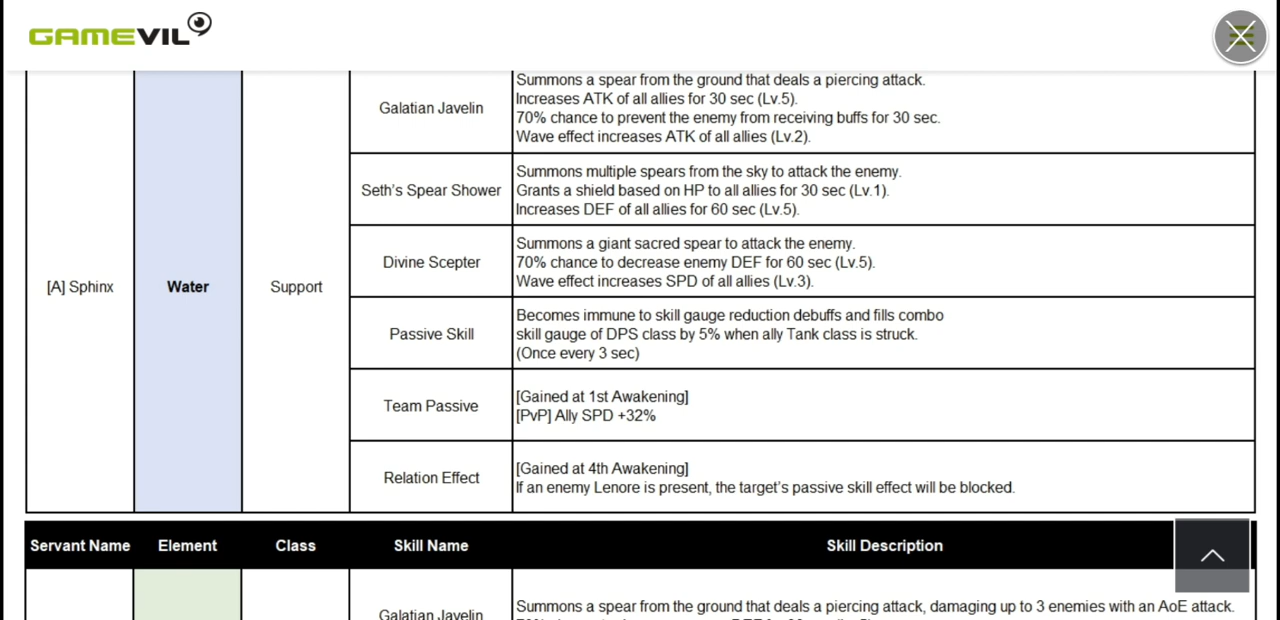 GAMEVIL
Summons a spear from the ground that deals a piercing attack.
Increases ATK of all allies for 30 sec (Lv.5).
Galatian Javelin
70% chance to prevent the enemy from receiving buffs for 30 sec.
Wave effect increases ATK of all allies (Lv.2).
Summons multiple spears from the sky to attack the enemy.
Seth's Spear Shower
Grants a shield based on HP to all allies for 30 sec (Lv.1).
Increases DEF of all allies for 60 sec (Lv.5).
Summons a giant sacred spear to attack the enemy.
Divine Scepter
70% chance to decrease enemy DEF for 60 sec (Lv.5).
Wave effect increases SPD of all allies (Lv.3).
[A] Sphinx
Water
Support
Becomes immune to skill gauge reduction debuffs and fills combo
Passive Skill
skill gauge of DPS class by 5% when ally Tank class is struck.
(Once every 3 sec)
Team Passive
[Gained at 1st Awakening]
[PvP] Ally SPD +32%
Relation Effect
[Gained at 4th Awakening]
If an enemy Lenore is present, the target's passive skill effect will be blocked.
Servant Name Element Class Skill Name Skill Description
Galatian Javelin
Summons a spear from the ground that deals a piercing attack, damaging up to 3 enemies with an AoE attack.